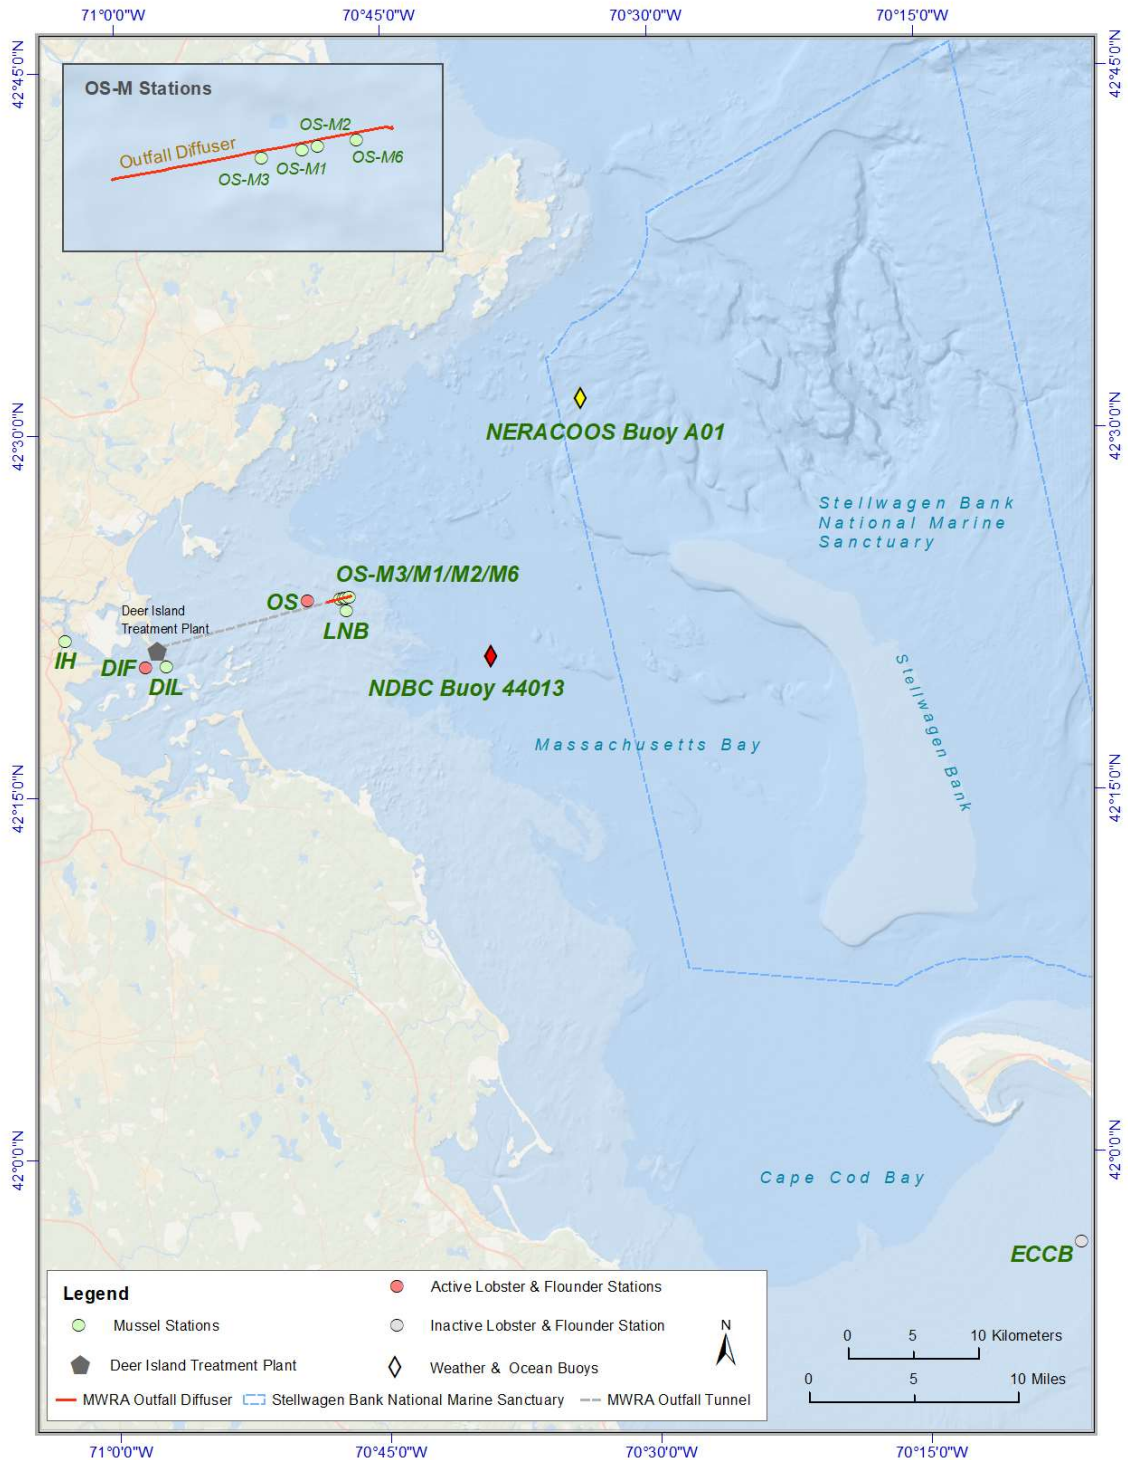 71°0'0"W 70°45'0"W 70°30'0"W 70°15'0"W
42°45'0"N
42°45'0"N
OS-M Stations
OS-M2
Outfall Diffuser
OS-M3
OS-M1
OS-M6
42°30'0"N
42°30'0"N
NERACOOS Buoy A01
Stellwagen Bank
National Marine
Sanctuary
OS-M3/M1/M2/M6
OS
LNB
Deer Island
Treatment Plant
IH
DIF
DIL
NDBC Buoy 44013
Stellwagen Bank
Massachusetts Bay
42°15'0"N
42°15'0"N
42°0'0"N
42°0'0"N
Cape Cod Bay
ECCB
Legend
Mussel Stations
Deer Island Treatment Plant
Active Lobster & Flounder Stations
Inactive Lobster & Flounder Station
Weather & Ocean Buoys
MWRA Outfall Diffuser
Stellwagen Bank National Marine Sanctuary
MWRA Outfall Tunnel
N
0 5 10 Kilometers
0 5 10 Miles
71°0'0"W 70°45'0"W 70°30'0"W 70°15'0"W